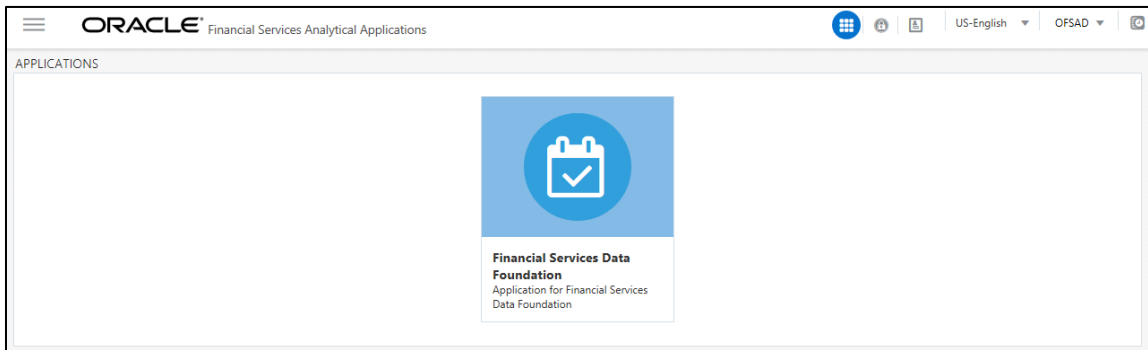 ORACLE® Financial Services Analytical Applications US-English OFSAD
APPLICATIONS
Financial Services Data
Foundation
Application for Financial Services
Data Foundation